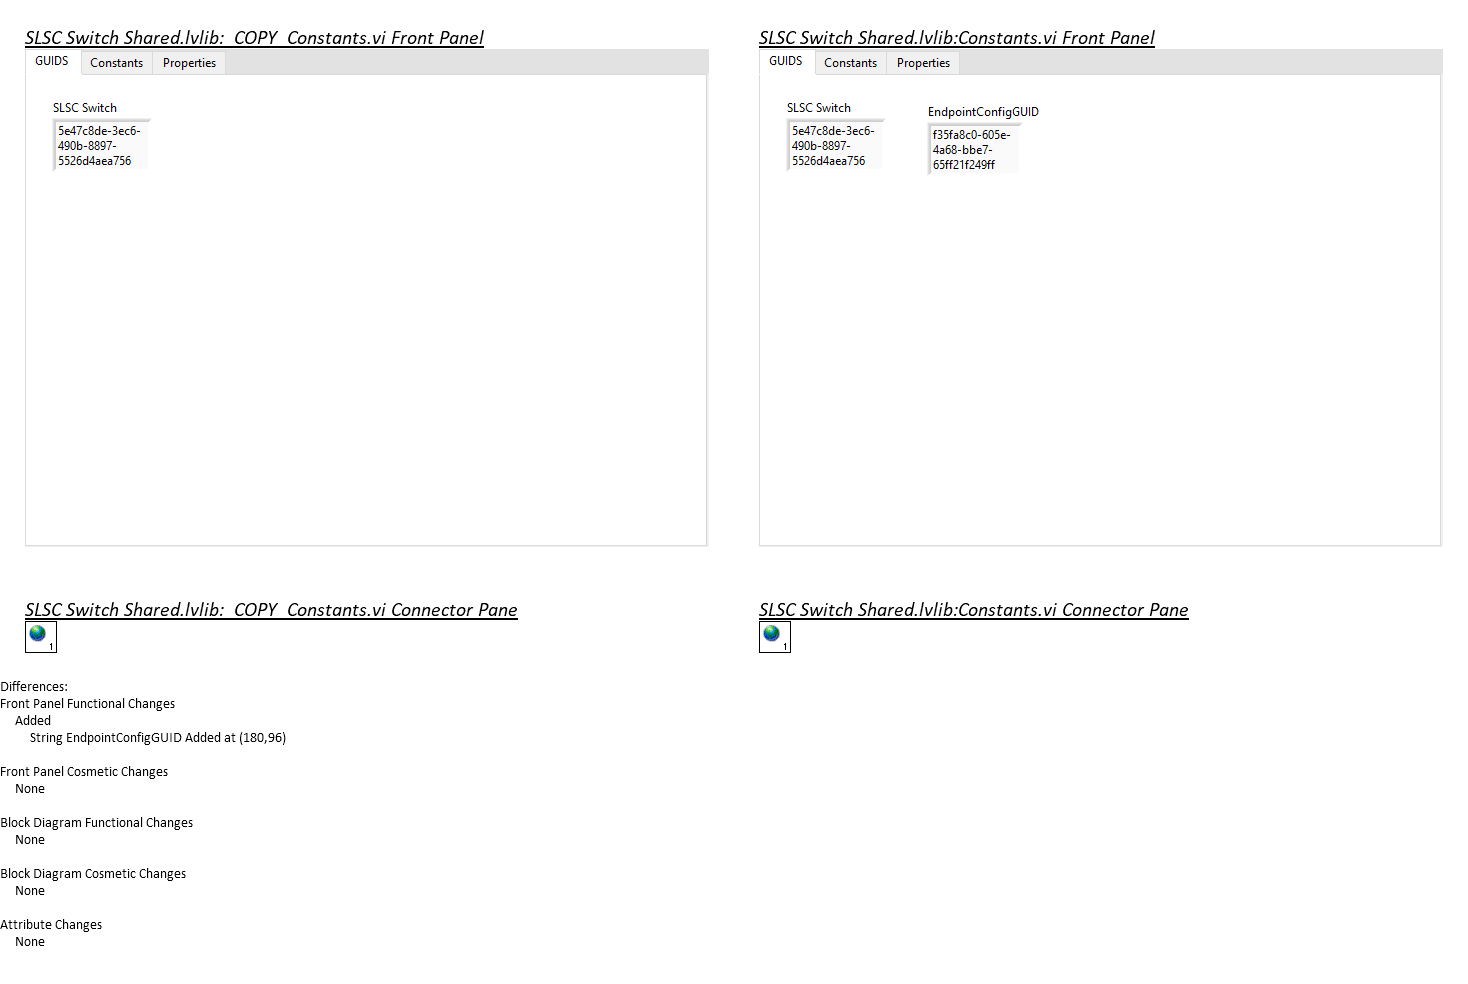 SLSC Switch Shared.lvlib:_COPY_Constants.vi Front Panel
GUIDS Constants Properties
SLSC Switch
5e47c8de-3ec6-
490b-8897-
5526d4aea756
SLSC Switch Shared.lvlib:Constants.vi Front Panel
GUIDS Constants Properties
SLSC Switch
5e47c8de-3ec6-
490b-8897-
5526d4aea756
EndpointConfigGUID
f35fa8c0-605e-
4a68-bbe7-
65ff21f249ff
SLSC Switch Shared.lvlib:_COPY_Constants.vi Connector Pane
1
SLSC Switch Shared.lvlib:Constants.vi Connector Pane
1
Differences:
Front Panel Functional Changes
Added
String EndpointConfigGUID Added at (180,96)
Front Panel Cosmetic Changes
None
Block Diagram Functional Changes
None
Block Diagram Cosmetic Changes
None
Attribute Changes
None